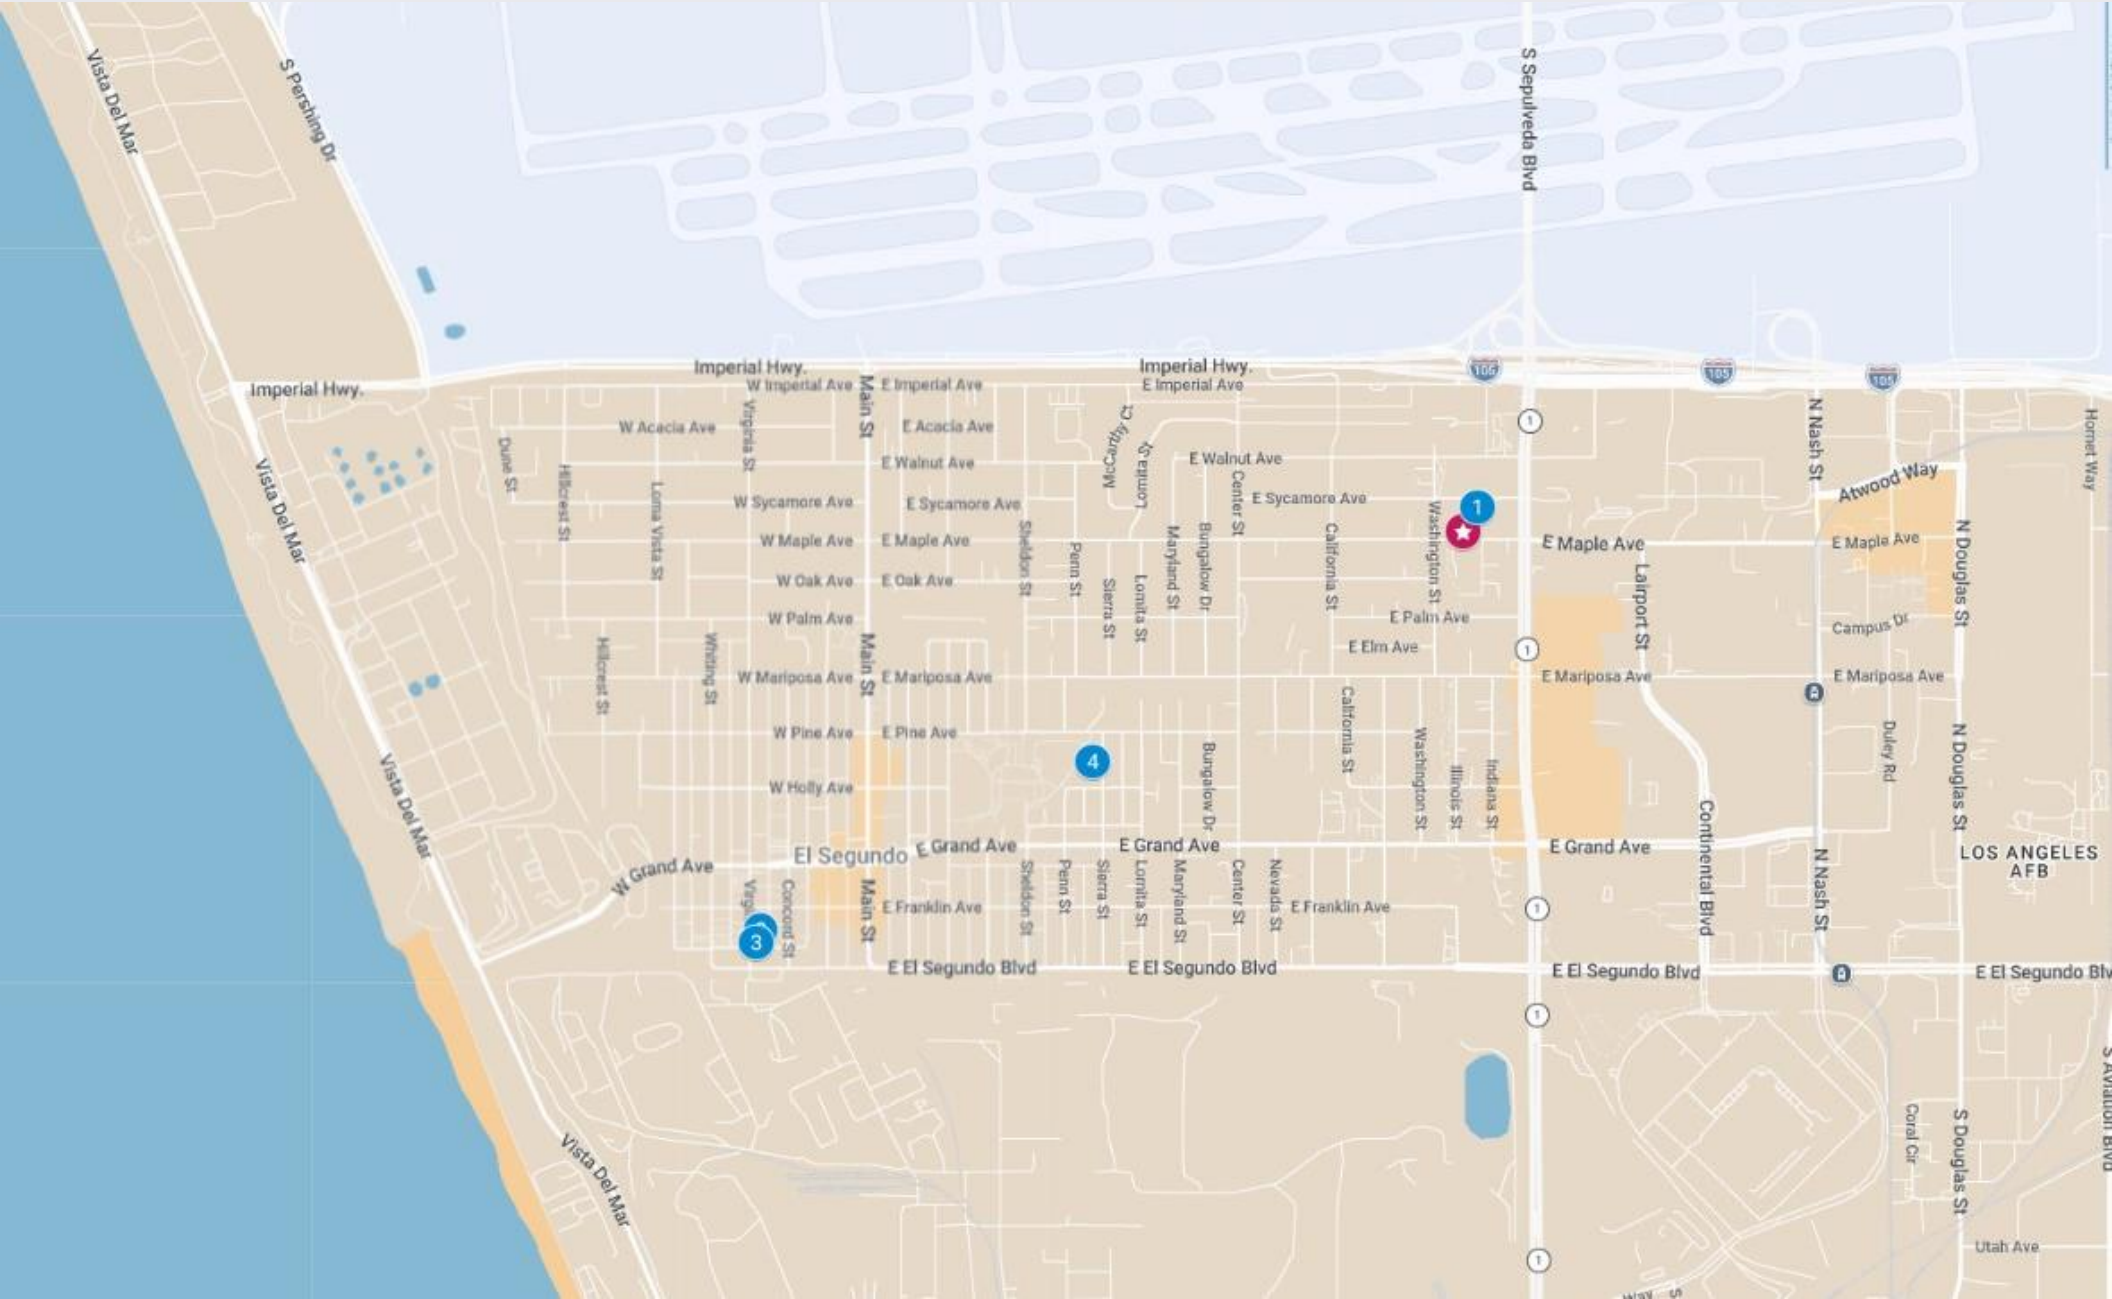 Vista Del Mar
S Pershing Dr
S Sepulveda Blvd
Imperial Hwy.
Imperial Hwy.
Imperial Hwy.
105
105
105
W Imperial Ave
E Imperial Ave
E Imperial Ave
Main St
Virginia St
W Acacia Ave
E Acacia Ave
McCarthy Ct
1
N Nash St
Hornet Way
Dune St
Vista Del Mar
Hillcrest St
E Walnut Ave
Lomita St
E Walnut Ave
Atwood Way
Loma Vista St
W Sycamore Ave
E Sycamore Ave
Center St
E Sycamore Ave
Washington St
1
Sheldon St
Maryland St
Bungalow Dr
California St
N Douglas St
W Maple Ave
E Maple Ave
Penn St
E Maple Ave
E Maple Ave
W Oak Ave
E Oak Ave
Sierra St
Lomita St
Lairport St
W Palm Ave
E Palm Ave
Campus Dr
Hillcrest St
Whiting St
Main St
E Elm Ave
1
W Mariposa Ave
E Mariposa Ave
E Mariposa Ave
E Mariposa Ave
California St
W Pine Ave
E Pine Ave
Bungalow Dr
Washington St
Duley Rd
N Douglas St
4
Vista Del Mar
W Holly Ave
Illinois St
Indiana St
Continental Blvd
El Segundo
E Grand Ave
E Grand Ave
E Grand Ave
LOS ANGELES
AFB
W Grand Ave
Concord St
Main St
Sheldon St
Penn St
Sierra St
Lomita St
Maryland St
Center St
Nevada St
N Nash St
E Franklin Ave
E Franklin Ave
1
3
E El Segundo Blvd
E El Segundo Blvd
E El Segundo Blvd
E El Segundo Blv
1
S Aviation Blvd
Vista Del Mar
Coral Cir
S Douglas St
Utah Ave
1
Way
S